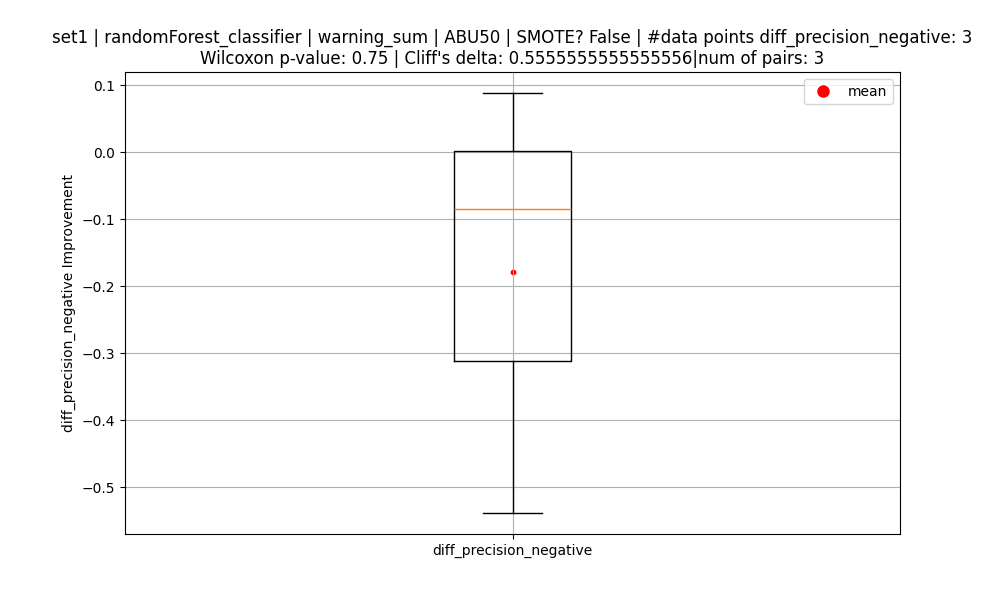 set1 | randomForest_classifier | warning_sum | ABU50 | SMOTE? False | #data points diff_precision_negative: 3
Wilcoxon p-value: 0.75 | Cliff's delta: 0.5555555555555556|num of pairs: 3
mean
0.1
0.0
−0.1
−0.2
−0.3
−0.4
−0.5
diff_precision_negative Improvement
diff_precision_negative